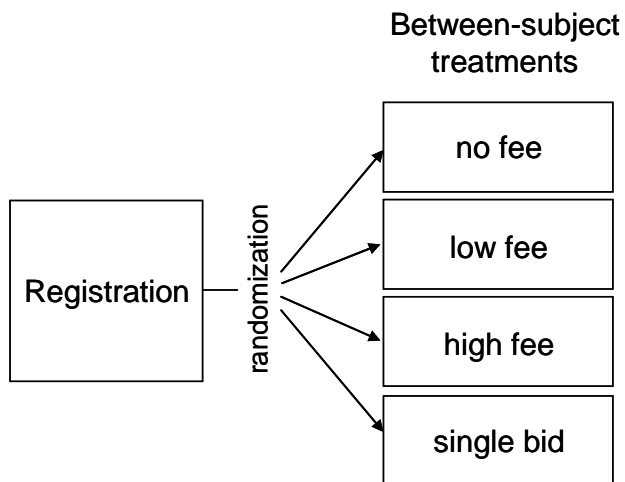 Between-subject
treatments
no fee
Registration
randomization
low fee
high fee
single bid